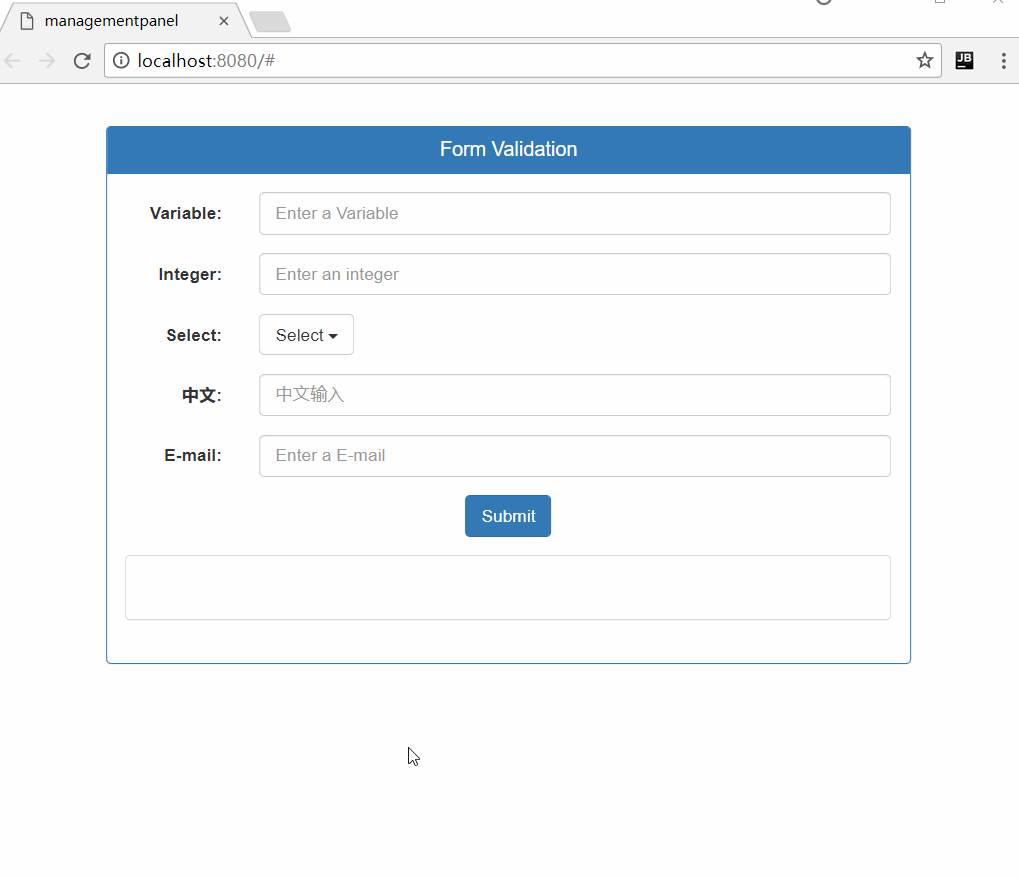 managementpanel
localhost:8080/#
JB
Form Validation
Variable: Enter a Variable
Integer: Enter an integer
Select: Select
中文: 中文输入
E-mail: Enter a E-mail
Submit